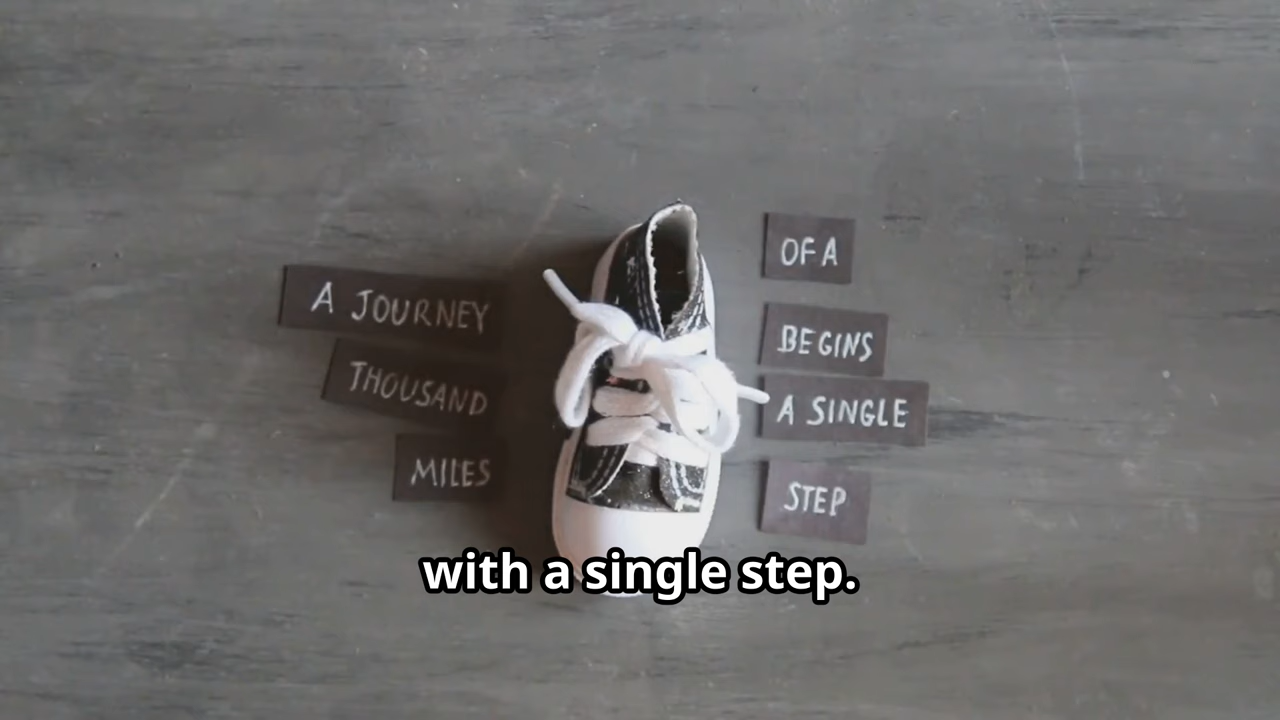 A JOURNEY
OF A
THOUSAND
BEGINS
MILES
A SINGLE
STEP
with a single step.